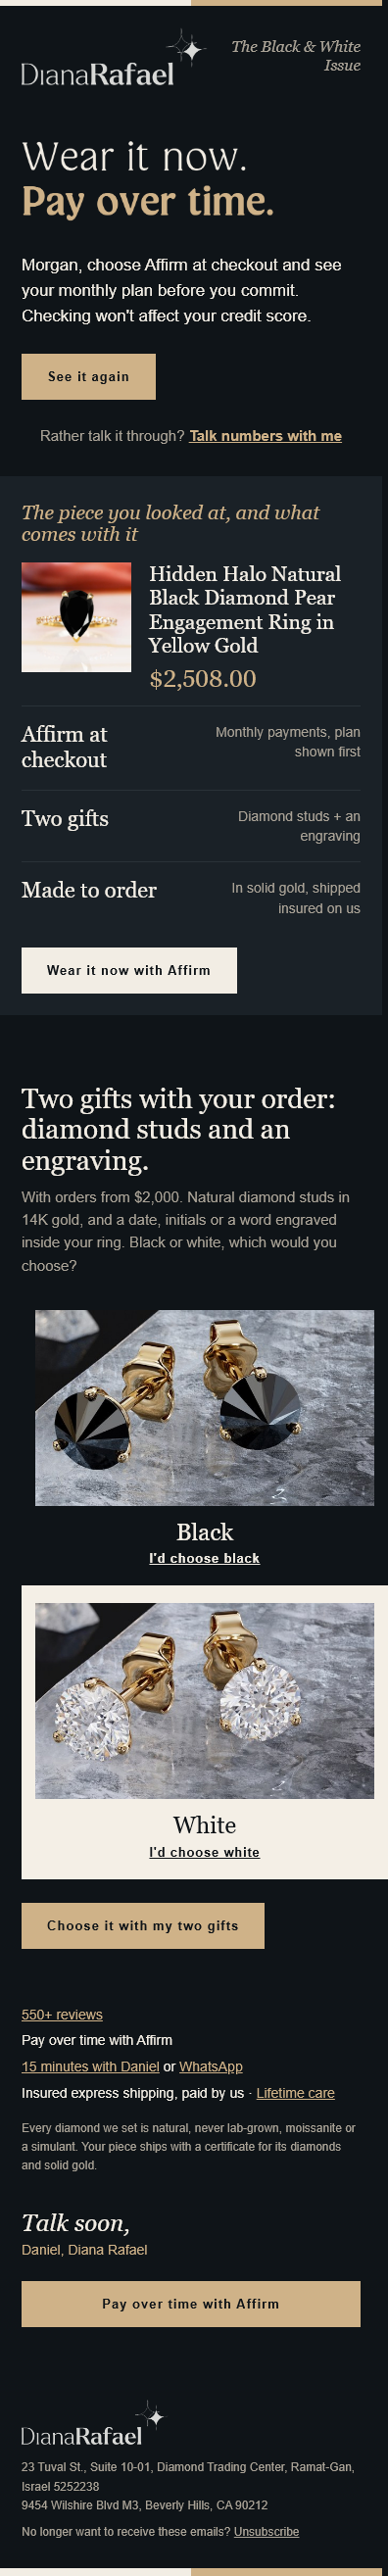 DianaRafael
The Black & White
Issue
Wear it now.
Pay over time.
Morgan, choose Affirm at checkout and see
your monthly plan before you commit.
Checking won't affect your credit score.
See it again
Rather talk it through? Talk numbers with me
The piece you looked at, and what
comes with it
Hidden Halo Natural
Black Diamond Pear
Engagement Ring in
Yellow Gold
$2,508.00
Affirm at
checkout
Monthly payments, plan
shown first
Two gifts
Diamond studs + an
engraving
Made to order
In solid gold, shipped
insured on us
Wear it now with Affirm
Two gifts with your order:
diamond studs and an
engraving.
With orders from $2,000. Natural diamond studs in
14K gold, and a date, initials or a word engraved
inside your ring. Black or white, which would you
choose?
Black
I'd choose black
White
I'd choose white
Choose it with my two gifts
550+ reviews
Pay over time with Affirm
15 minutes with Daniel or WhatsApp
Insured express shipping, paid by us · Lifetime care
Every diamond we set is natural, never lab-grown, moissanite or
a simulant. Your piece ships with a certificate for its diamonds
and solid gold.
Talk soon,
Daniel, Diana Rafael
Pay over time with Affirm
DianaRafael
23 Tuval St., Suite 10-01, Diamond Trading Center, Ramat-Gan,
Israel 5252238
9454 Wilshire Blvd M3, Beverly Hills, CA 90212
No longer want to receive these emails? Unsubscribe